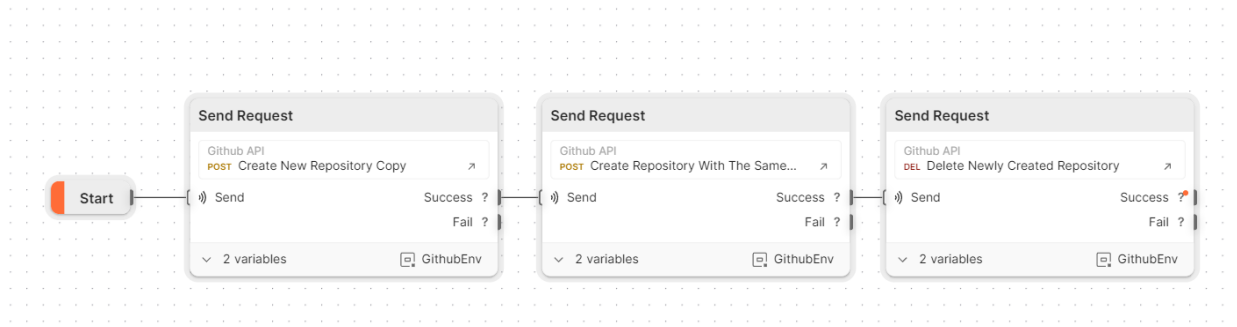 Start
Send Request
Github API
POST Create New Repository Copy
Send Success ?
Fail ?
2 variables GithubEnv
Send Request
Github API
POST Create Repository With The Same...
Send Success ?
Fail ?
2 variables GithubEnv
Send Request
Github API
DEL Delete Newly Created Repository
Send Success ?
Fail ?
2 variables GithubEnv